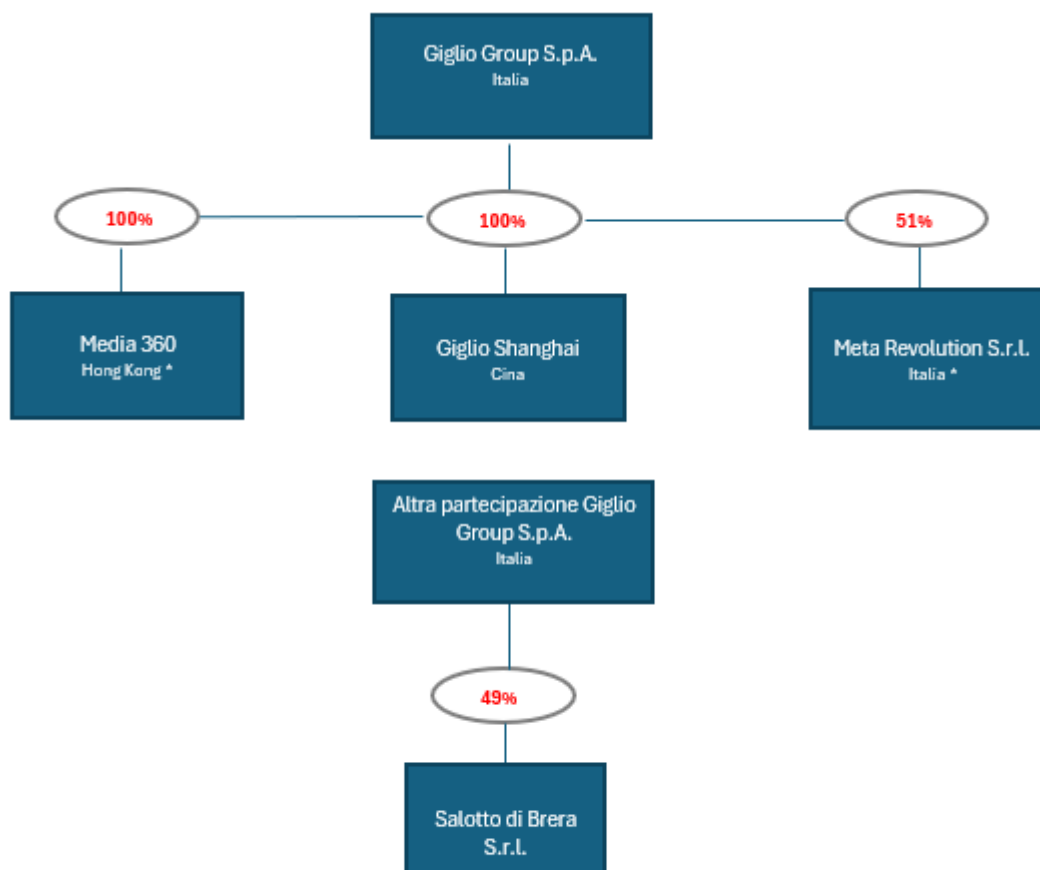 Giglio Group S.p.A.
Italia
100%
100%
51%
Media 360
Hong Kong *
Giglio Shanghai
Cina
Meta Revolution S.r.l.
Italia *
Altra partecipazione Giglio
Group S.p.A.
Italia
49%
Salotto di Brera
S.r.l.